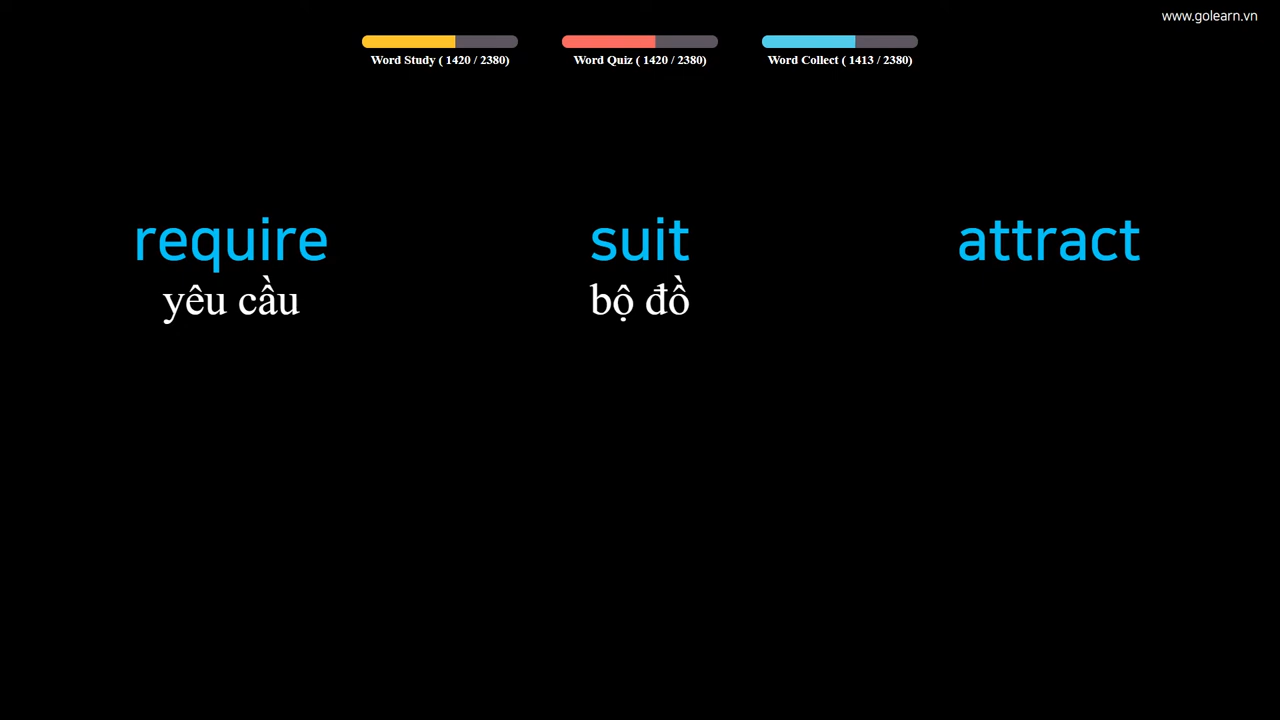 www.golearn.vn
Word Study ( 1420 / 2380)
Word Quiz ( 1420 / 2380)
Word Collect ( 1413 / 2380)
require
suit
attract
yêu cầu
bộ đồ